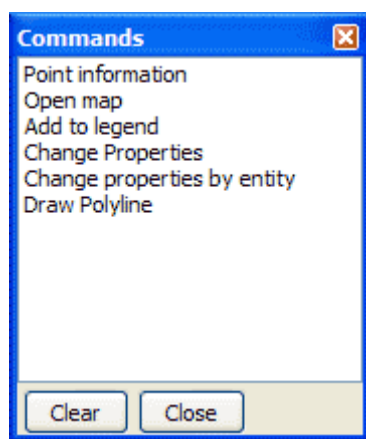 Commands
Point information
Open map
Add to legend
Change Properties
Change properties by entity
Draw Polyline
Clear Close